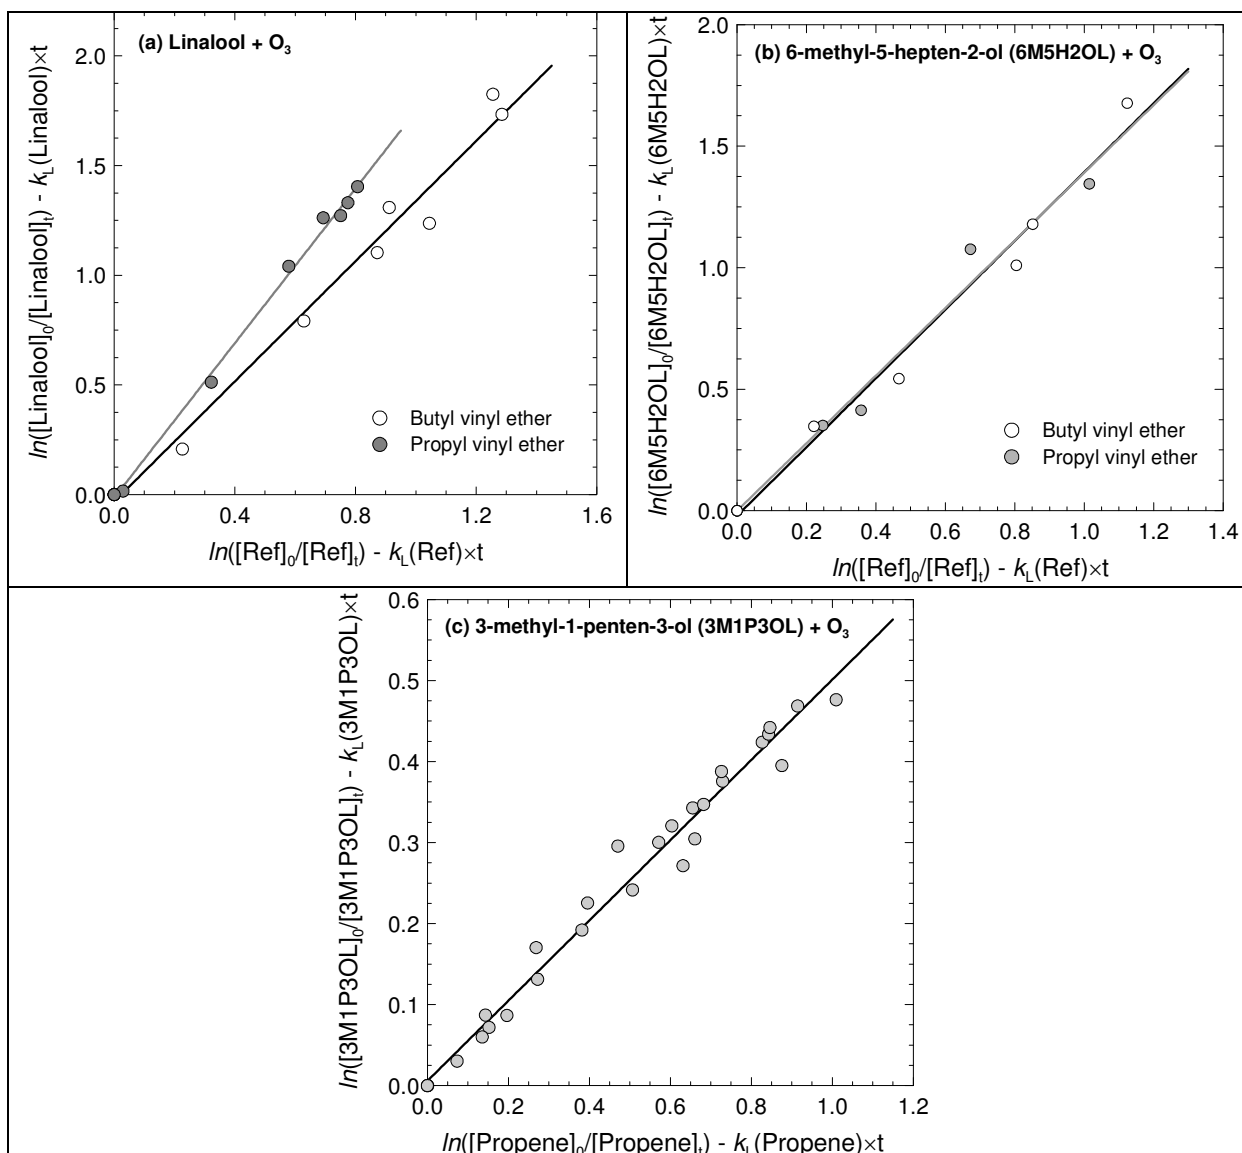 (a) Linalool + O₃
ln([Linalool]₀/[Linalool]ₜ) - k_L(Linalool)×t
2.0
1.5
1.0
0.5
0.0
Butyl vinyl ether
Propyl vinyl ether
0.0 0.4 0.8 1.2 1.6
ln([Ref]₀/[Ref]ₜ) - k_L(Ref)×t
(b) 6-methyl-5-hepten-2-ol (6M5H2OL) + O₃
ln([6M5H2OL]₀/[6M5H2OL]ₜ) - k_L(6M5H2OL)×t
2.0
1.5
1.0
0.5
0.0
Butyl vinyl ether
Propyl vinyl ether
0.0 0.2 0.4 0.6 0.8 1.0 1.2 1.4
ln([Ref]₀/[Ref]ₜ) - k_L(Ref)×t
(c) 3-methyl-1-penten-3-ol (3M1P3OL) + O₃
ln([3M1P3OL]₀/[3M1P3OL]ₜ) - k_L(3M1P3OL)×t
0.6
0.5
0.4
0.3
0.2
0.1
0.0
0.0 0.2 0.4 0.6 0.8 1.0 1.2
ln([Propene]₀/[Propene]ₜ) - k_L(Propene)×t